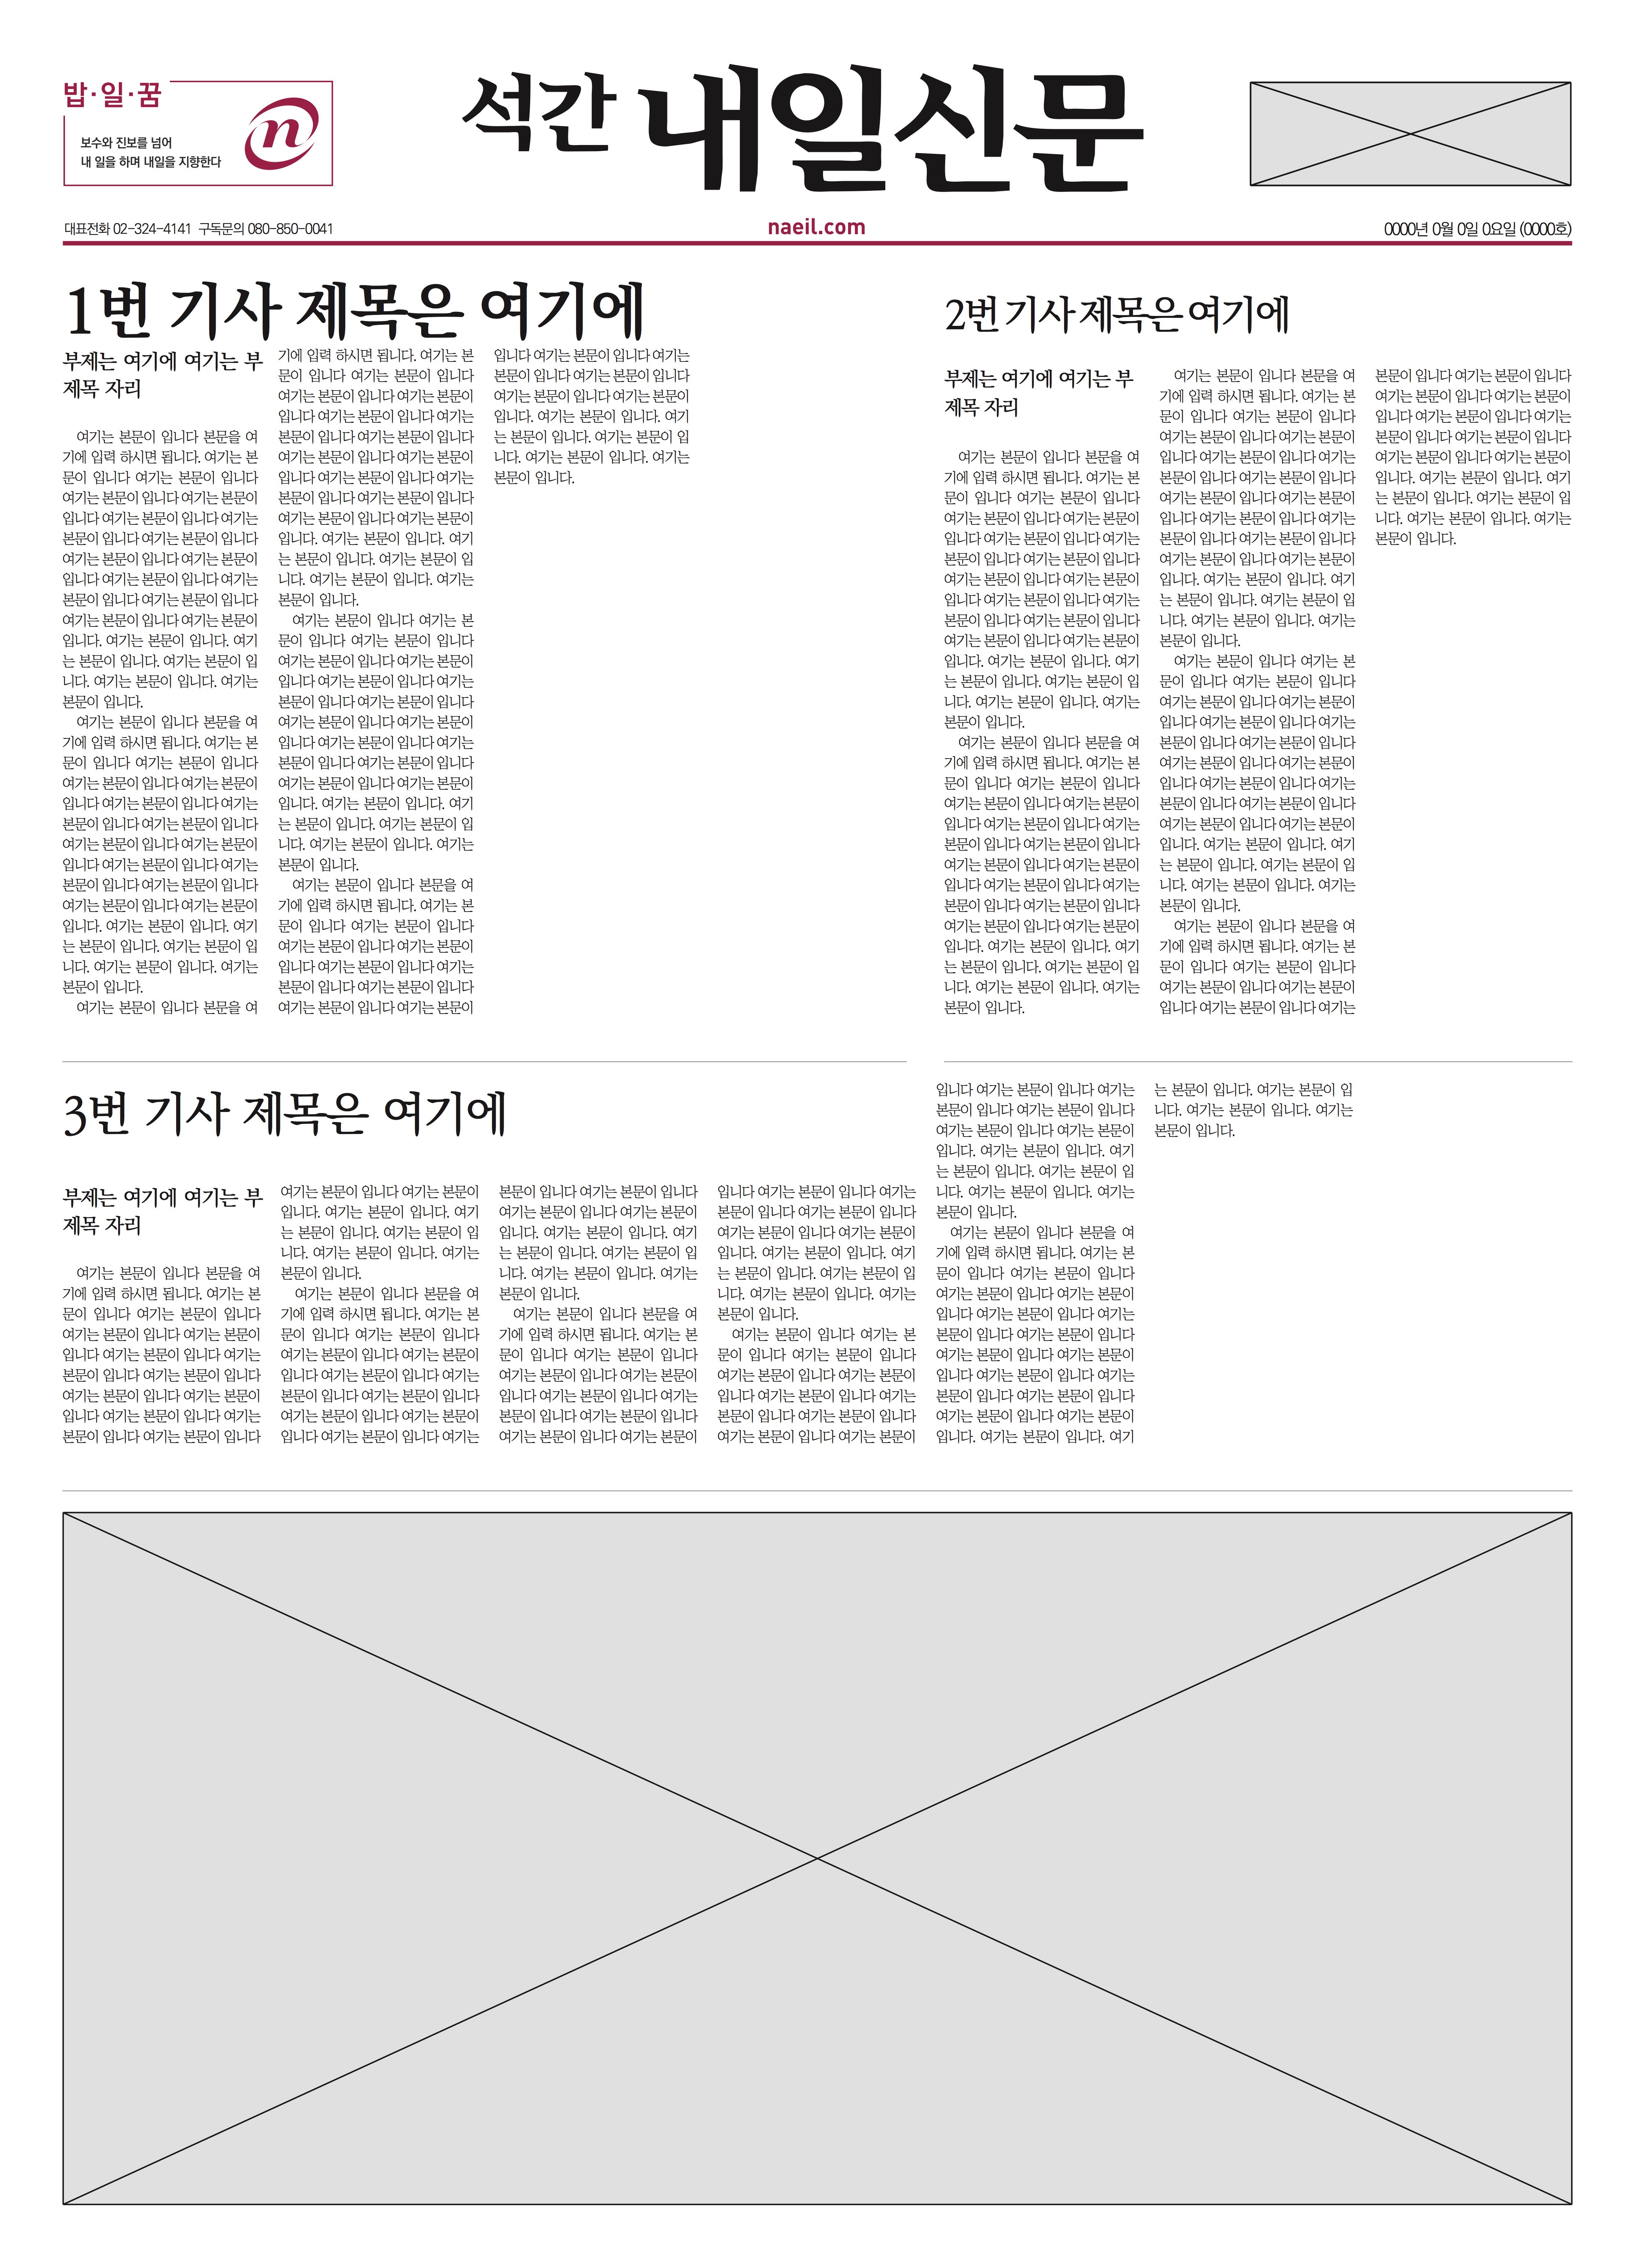 밥·일·꿈
보수와 진보를 넘어
내 일을 하며 내일을 지향한다
n
석간 내일신문
대표전화 02-324-4141 구독문의 080-850-0041
naeil.com
0000년 0월 0일 0요일 (0000호)
1번 기사 제목은 여기에
부제는 여기에 여기는 부
제목 자리
여기는 본문이 입니다 본문을 여
기에 입력 하시면 됩니다. 여기는 본
문이 입니다 여기는 본문이 입니다
여기는 본문이 입니다 여기는 본문이
입니다 여기는 본문이 입니다 여기는
본문이 입니다 여기는 본문이 입니다
여기는 본문이 입니다 여기는 본문이
입니다 여기는 본문이 입니다 여기는
본문이 입니다 여기는 본문이 입니다
여기는 본문이 입니다 여기는 본문이
입니다. 여기는 본문이 입니다. 여기
는 본문이 입니다. 여기는 본문이 입
니다. 여기는 본문이 입니다. 여기는
본문이 입니다.
여기는 본문이 입니다 본문을 여
기에 입력 하시면 됩니다. 여기는 본
문이 입니다 여기는 본문이 입니다
여기는 본문이 입니다 여기는 본문이
입니다 여기는 본문이 입니다 여기는
본문이 입니다 여기는 본문이 입니다
여기는 본문이 입니다 여기는 본문이
입니다 여기는 본문이 입니다 여기는
본문이 입니다 여기는 본문이 입니다
여기는 본문이 입니다 여기는 본문이
입니다. 여기는 본문이 입니다. 여기
는 본문이 입니다. 여기는 본문이 입
니다. 여기는 본문이 입니다. 여기는
본문이 입니다.
여기는 본문이 입니다 본문을 여
기에 입력 하시면 됩니다. 여기는 본
문이 입니다 여기는 본문이 입니다
여기는 본문이 입니다 여기는 본문이
입니다 여기는 본문이 입니다 여기는
본문이 입니다 여기는 본문이 입니다
여기는 본문이 입니다 여기는 본문이
입니다 여기는 본문이 입니다 여기는
본문이 입니다 여기는 본문이 입니다
여기는 본문이 입니다 여기는 본문이
입니다. 여기는 본문이 입니다. 여기
는 본문이 입니다. 여기는 본문이 입
니다. 여기는 본문이 입니다. 여기는
본문이 입니다.
여기는 본문이 입니다 여기는 본
문이 입니다 여기는 본문이 입니다
여기는 본문이 입니다 여기는 본문이
입니다 여기는 본문이 입니다 여기는
본문이 입니다 여기는 본문이 입니다
여기는 본문이 입니다 여기는 본문이
입니다 여기는 본문이 입니다 여기는
본문이 입니다 여기는 본문이 입니다
여기는 본문이 입니다 여기는 본문이
입니다. 여기는 본문이 입니다. 여기
는 본문이 입니다. 여기는 본문이 입
니다. 여기는 본문이 입니다. 여기는
본문이 입니다.
여기는 본문이 입니다 본문을 여
기에 입력 하시면 됩니다. 여기는 본
문이 입니다 여기는 본문이 입니다
여기는 본문이 입니다 여기는 본문이
입니다 여기는 본문이 입니다 여기는
본문이 입니다 여기는 본문이 입니다
여기는 본문이 입니다 여기는 본문이
입니다 여기는 본문이 입니다 여기는
본문이 입니다 여기는 본문이 입니다
여기는 본문이 입니다 여기는 본문이
입니다. 여기는 본문이 입니다. 여기
는 본문이 입니다. 여기는 본문이 입
니다. 여기는 본문이 입니다. 여기는
본문이 입니다.
2번 기사 제목은 여기에
부제는 여기에 여기는 부
제목 자리
여기는 본문이 입니다 본문을 여
기에 입력 하시면 됩니다. 여기는 본
문이 입니다 여기는 본문이 입니다
여기는 본문이 입니다 여기는 본문이
입니다 여기는 본문이 입니다 여기는
본문이 입니다 여기는 본문이 입니다
여기는 본문이 입니다 여기는 본문이
입니다 여기는 본문이 입니다 여기는
본문이 입니다 여기는 본문이 입니다
여기는 본문이 입니다 여기는 본문이
입니다. 여기는 본문이 입니다. 여기
는 본문이 입니다. 여기는 본문이 입
니다. 여기는 본문이 입니다. 여기는
본문이 입니다.
여기는 본문이 입니다 본문을 여
기에 입력 하시면 됩니다. 여기는 본
문이 입니다 여기는 본문이 입니다
여기는 본문이 입니다 여기는 본문이
입니다 여기는 본문이 입니다 여기는
본문이 입니다 여기는 본문이 입니다
여기는 본문이 입니다 여기는 본문이
입니다 여기는 본문이 입니다 여기는
본문이 입니다 여기는 본문이 입니다
여기는 본문이 입니다 여기는 본문이
입니다. 여기는 본문이 입니다. 여기
는 본문이 입니다. 여기는 본문이 입
니다. 여기는 본문이 입니다. 여기는
본문이 입니다.
여기는 본문이 입니다 본문을 여
기에 입력 하시면 됩니다. 여기는 본
문이 입니다 여기는 본문이 입니다
여기는 본문이 입니다 여기는 본문이
입니다 여기는 본문이 입니다 여기는
본문이 입니다 여기는 본문이 입니다
여기는 본문이 입니다 여기는 본문이
입니다 여기는 본문이 입니다 여기는
본문이 입니다 여기는 본문이 입니다
여기는 본문이 입니다 여기는 본문이
입니다. 여기는 본문이 입니다. 여기
는 본문이 입니다. 여기는 본문이 입
니다. 여기는 본문이 입니다. 여기는
본문이 입니다.
여기는 본문이 입니다 여기는 본
문이 입니다 여기는 본문이 입니다
여기는 본문이 입니다 여기는 본문이
입니다 여기는 본문이 입니다 여기는
본문이 입니다 여기는 본문이 입니다
여기는 본문이 입니다 여기는 본문이
입니다 여기는 본문이 입니다 여기는
본문이 입니다 여기는 본문이 입니다
여기는 본문이 입니다 여기는 본문이
입니다. 여기는 본문이 입니다. 여기
는 본문이 입니다. 여기는 본문이 입
니다. 여기는 본문이 입니다. 여기는
본문이 입니다.
여기는 본문이 입니다 본문을 여
기에 입력 하시면 됩니다. 여기는 본
문이 입니다 여기는 본문이 입니다
여기는 본문이 입니다 여기는 본문이
입니다 여기는 본문이 입니다 여기는
본문이 입니다 여기는 본문이 입니다
여기는 본문이 입니다 여기는 본문이
입니다 여기는 본문이 입니다 여기는
본문이 입니다 여기는 본문이 입니다
여기는 본문이 입니다 여기는 본문이
입니다. 여기는 본문이 입니다. 여기
는 본문이 입니다. 여기는 본문이 입
니다. 여기는 본문이 입니다. 여기는
본문이 입니다.
3번 기사 제목은 여기에
부제는 여기에 여기는 부
제목 자리
여기는 본문이 입니다 본문을 여
기에 입력 하시면 됩니다. 여기는 본
문이 입니다 여기는 본문이 입니다
여기는 본문이 입니다 여기는 본문이
입니다 여기는 본문이 입니다 여기는
본문이 입니다 여기는 본문이 입니다
여기는 본문이 입니다 여기는 본문이
입니다 여기는 본문이 입니다 여기는
본문이 입니다 여기는 본문이 입니다
여기는 본문이 입니다 여기는 본문이
입니다. 여기는 본문이 입니다. 여기
는 본문이 입니다. 여기는 본문이 입
니다. 여기는 본문이 입니다. 여기는
본문이 입니다.
여기는 본문이 입니다 본문을 여
기에 입력 하시면 됩니다. 여기는 본
문이 입니다 여기는 본문이 입니다
여기는 본문이 입니다 여기는 본문이
입니다 여기는 본문이 입니다 여기는
본문이 입니다 여기는 본문이 입니다
여기는 본문이 입니다 여기는 본문이
입니다 여기는 본문이 입니다 여기는
본문이 입니다 여기는 본문이 입니다
여기는 본문이 입니다 여기는 본문이
입니다. 여기는 본문이 입니다. 여기
는 본문이 입니다. 여기는 본문이 입
니다. 여기는 본문이 입니다. 여기는
본문이 입니다.
여기는 본문이 입니다 본문을 여
기에 입력 하시면 됩니다. 여기는 본
문이 입니다 여기는 본문이 입니다
여기는 본문이 입니다 여기는 본문이
입니다 여기는 본문이 입니다 여기는
본문이 입니다 여기는 본문이 입니다
여기는 본문이 입니다 여기는 본문이
입니다 여기는 본문이 입니다 여기는
본문이 입니다 여기는 본문이 입니다
여기는 본문이 입니다 여기는 본문이
입니다. 여기는 본문이 입니다. 여기
는 본문이 입니다. 여기는 본문이 입
니다. 여기는 본문이 입니다. 여기는
본문이 입니다.
여기는 본문이 입니다 여기는 본
문이 입니다 여기는 본문이 입니다
여기는 본문이 입니다 여기는 본문이
입니다 여기는 본문이 입니다 여기는
본문이 입니다 여기는 본문이 입니다
여기는 본문이 입니다 여기는 본문이
입니다 여기는 본문이 입니다 여기는
본문이 입니다 여기는 본문이 입니다
여기는 본문이 입니다 여기는 본문이
입니다. 여기는 본문이 입니다. 여기
는 본문이 입니다. 여기는 본문이 입
니다. 여기는 본문이 입니다. 여기는
본문이 입니다.
여기는 본문이 입니다 본문을 여
기에 입력 하시면 됩니다. 여기는 본
문이 입니다 여기는 본문이 입니다
여기는 본문이 입니다 여기는 본문이
입니다 여기는 본문이 입니다 여기는
본문이 입니다 여기는 본문이 입니다
여기는 본문이 입니다 여기는 본문이
입니다 여기는 본문이 입니다 여기는
본문이 입니다 여기는 본문이 입니다
여기는 본문이 입니다 여기는 본문이
입니다. 여기는 본문이 입니다. 여기
는 본문이 입니다. 여기는 본문이 입
니다. 여기는 본문이 입니다. 여기는
본문이 입니다.